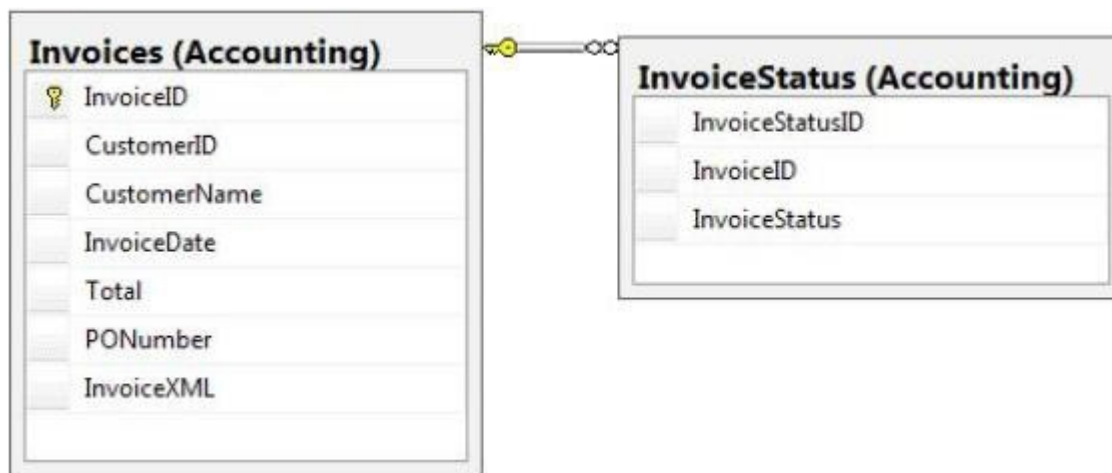 Invoices (Accounting)
InvoiceID
CustomerID
CustomerName
InvoiceDate
Total
PONumber
InvoiceXML
InvoiceStatus (Accounting)
InvoiceStatusID
InvoiceID
InvoiceStatus